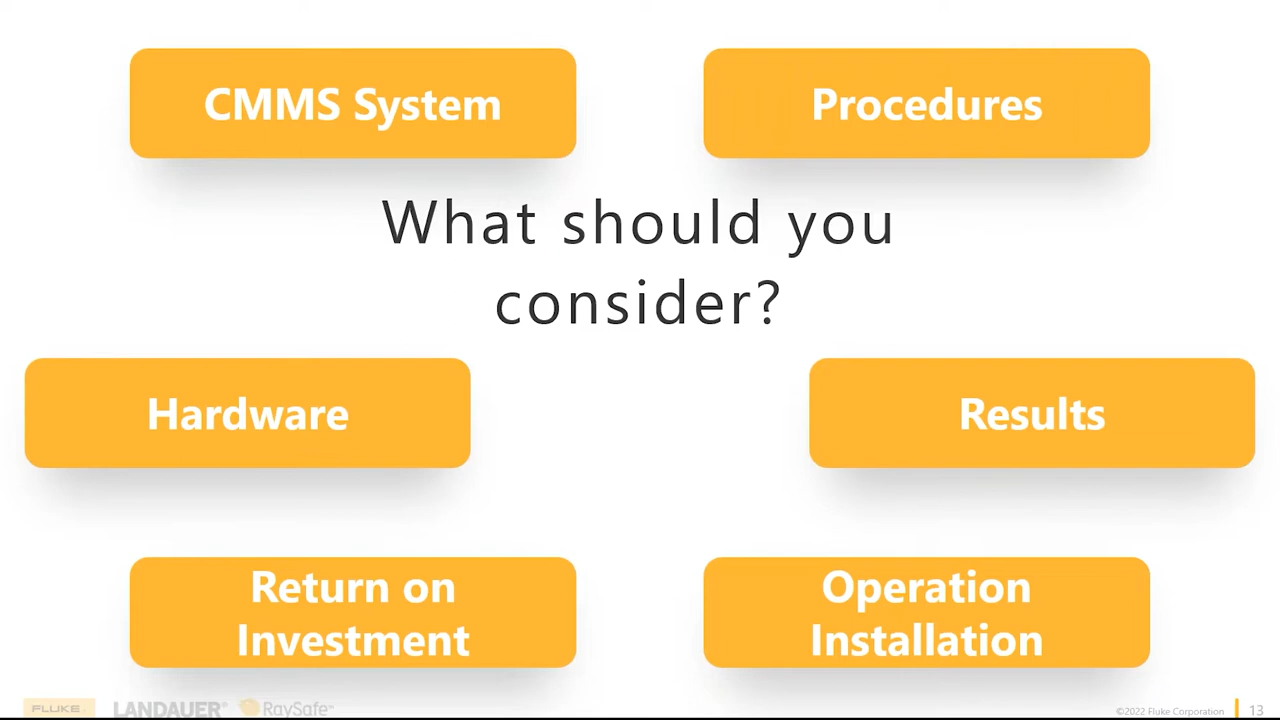 CMMS System
Procedures
What should you
consider?
Hardware
Results
Return on
Investment
Operation
Installation
FLUKE
LANDAUER®
RaySafe™
©2022 Fluke Corporation
13